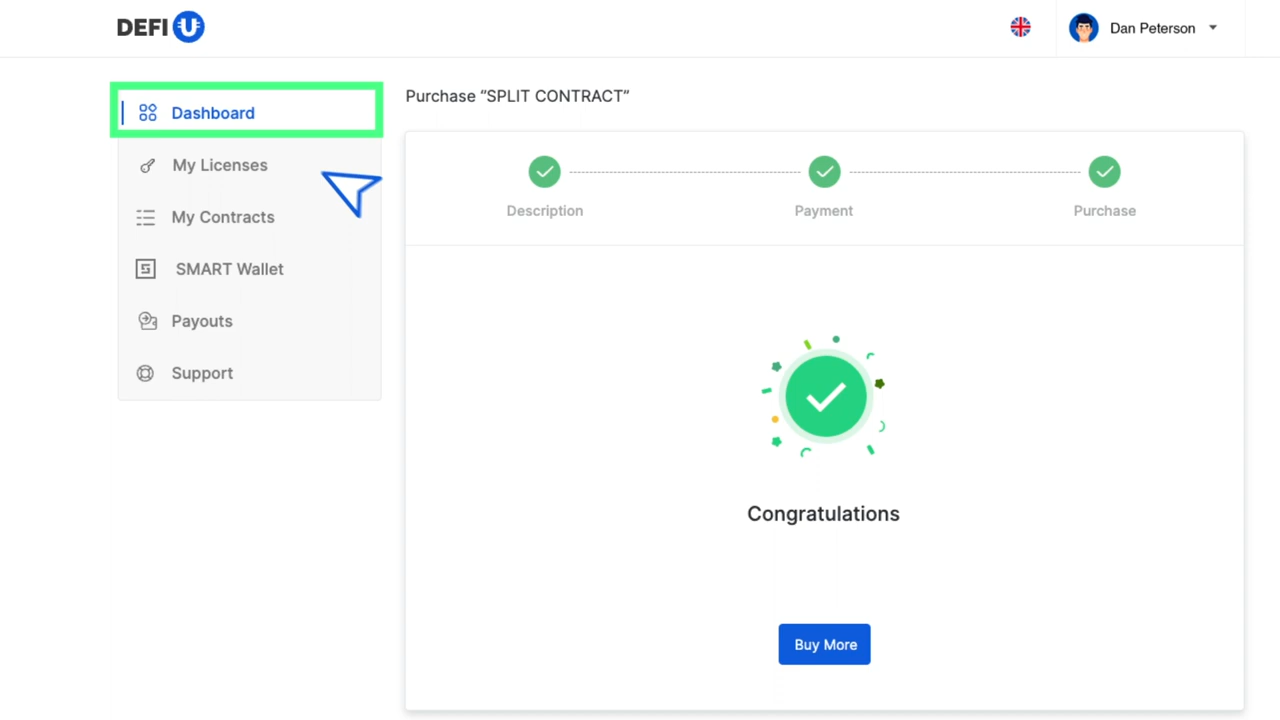 DEFI U
Dan Peterson
Dashboard
My Licenses
My Contracts
SMART Wallet
Payouts
Support
Purchase “SPLIT CONTRACT”
Description
Payment
Purchase
Congratulations
Buy More